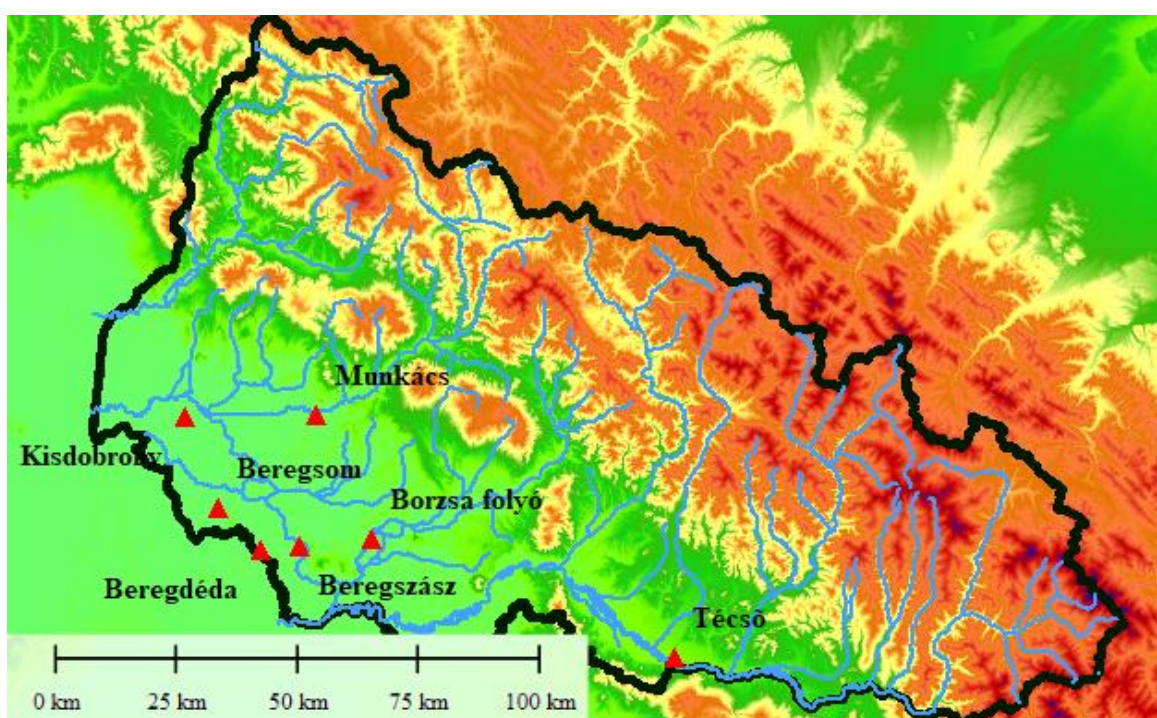 Munkács
Kisdobrony
Beregsom
Borzsa folyó
Beregdéda
Beregszász
Técső
0 km 25 km 50 km 75 km 100 km